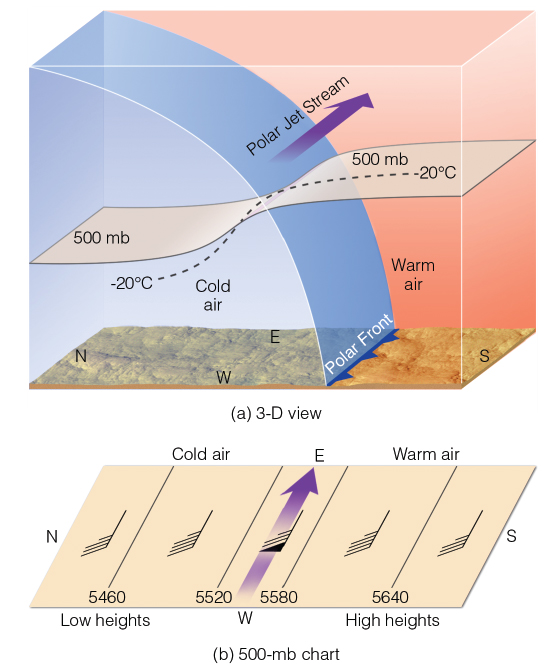 Polar Jet Stream
500 mb
-20°C
500 mb
-20°C
Cold
air
Warm
air
Polar Front
N
E
S
W
(a) 3-D view
Cold air
E
Warm air
N
S
5460
5520
5580
5640
Low heights
W
High heights
(b) 500-mb chart